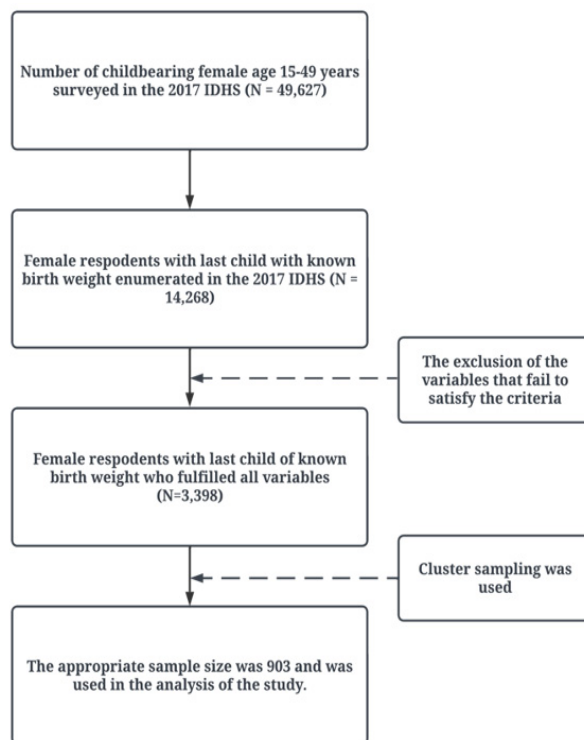 Number of childbearing female age 15-49 years
surveyed in the 2017 IDHS (N = 49,627)
Female respodents with last child with known
birth weight enumerated in the 2017 IDHS (N =
14,268)
The exclusion of the
variables that fail to
satisfy the criteria
Female respodents with last child of known
birth weight who fulfilled all variables
(N=3,398)
Cluster sampling was
used
The appropriate sample size was 903 and was
used in the analysis of the study.